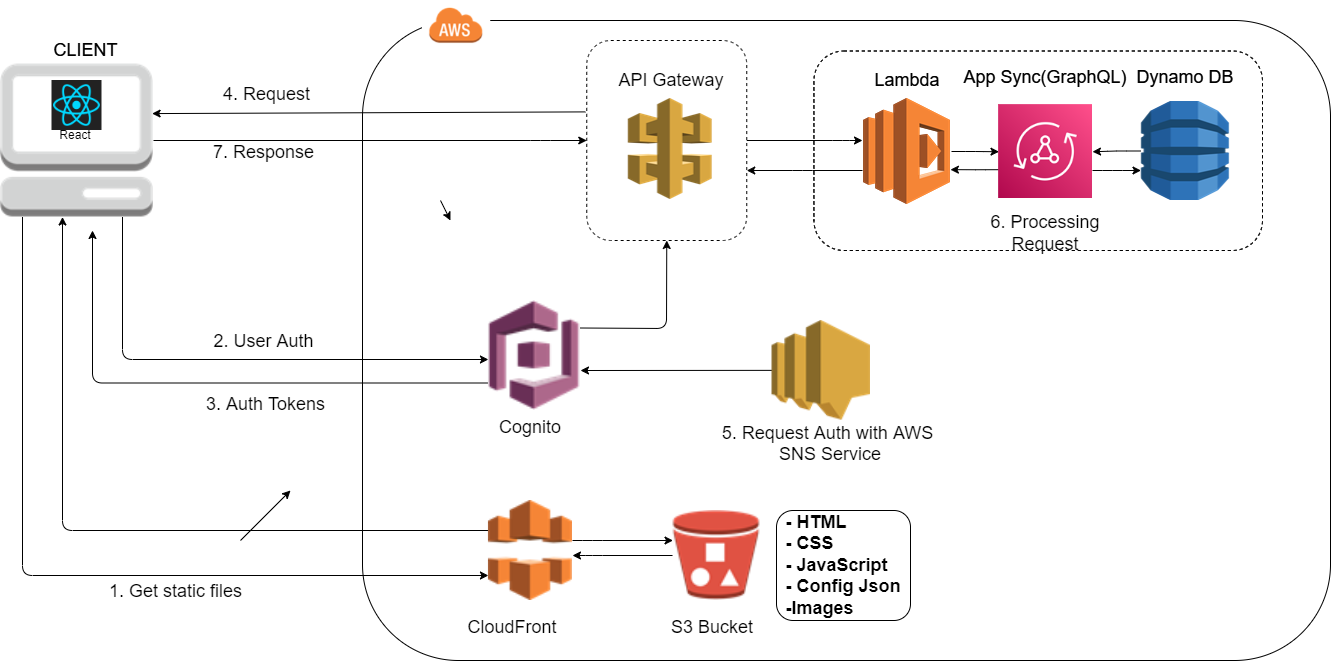 AWS
CLIENT
React
4. Request
7. Response
API Gateway
Lambda
App Sync(GraphQL)
Dynamo DB
6. Processing
Request
2. User Auth
3. Auth Tokens
Cognito
5. Request Auth with AWS
SNS Service
1. Get static files
CloudFront
S3 Bucket
- HTML
- CSS
- JavaScript
- Config Json
-Images